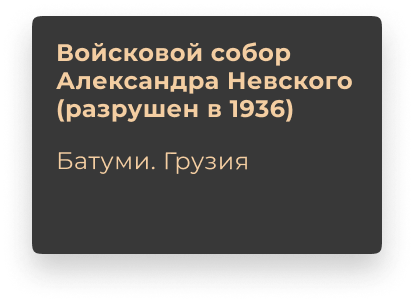 Войсковой собор
Александра Невского
(разрушен в 1936)
Батуми. Грузия